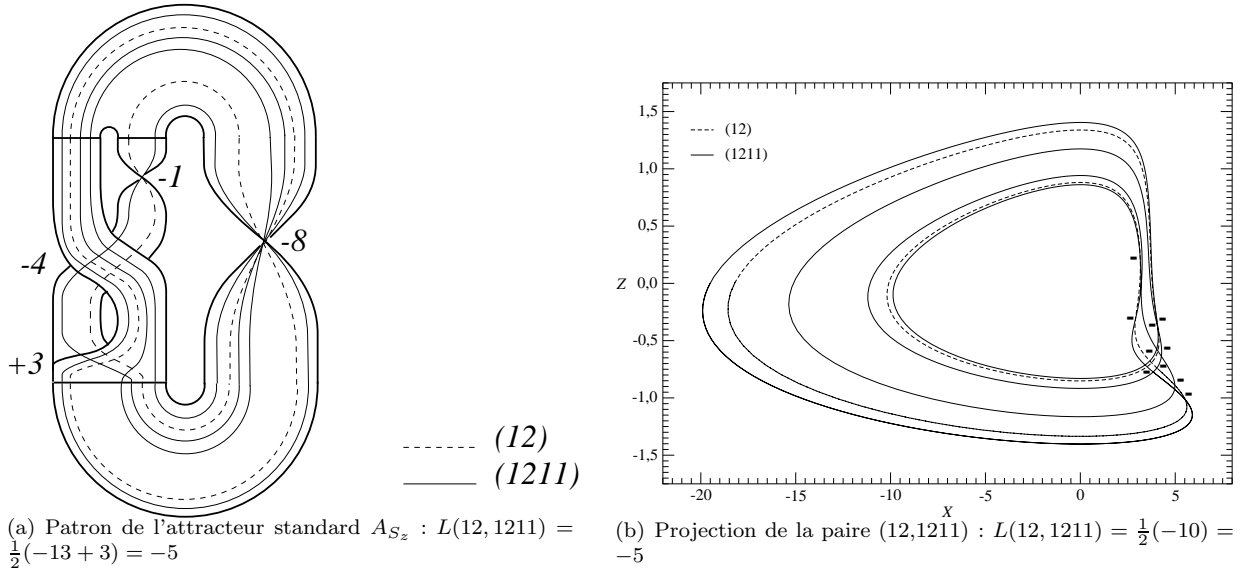 -1
-8
-4
+3
(12)
(1211)
(a) Patron de l'attracteur standard A_{S_z} : L(12, 1211) =
\frac{1}{2}(−13 + 3) = −5
1,5
(12)
(1211)
1,0
0,5
Z 0,0
-0,5
-1,0
-1,5
-20 -15 -10 -5 0 5
X
(b) Projection de la paire (12,1211) : L(12, 1211) = \frac{1}{2}(−10) =
−5